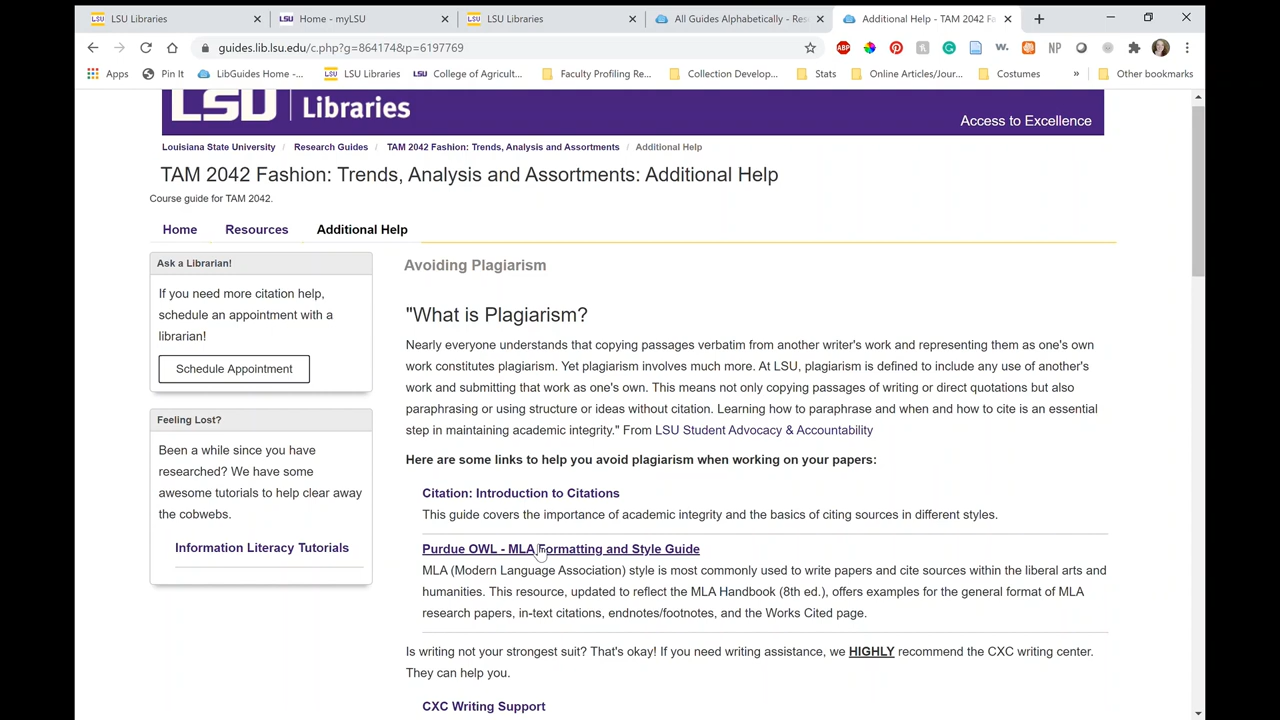 LSU Libraries
Home - myLSU
LSU Libraries
All Guides Alphabetically - Res
Additional Help - TAM 2042 Fa
guides.lib.lsu.edu/c.php?g=864174&p=6197769
ABP
w.
NP
Apps
Pin It
LibGuides Home -...
LSU Libraries
College of Agricult...
Faculty Profiling Re...
Collection Develop...
Stats
Online Articles/Jour...
Costumes
»
Other bookmarks
LSU Libraries
Access to Excellence
Louisiana State University / Research Guides / TAM 2042 Fashion: Trends, Analysis and Assortments / Additional Help
TAM 2042 Fashion: Trends, Analysis and Assortments: Additional Help
Course guide for TAM 2042.
Home
Resources
Additional Help
Ask a Librarian!
If you need more citation help,
schedule an appointment with a
librarian!
Schedule Appointment
Feeling Lost?
Been a while since you have
researched? We have some
awesome tutorials to help clear away
the cobwebs.
Information Literacy Tutorials
Avoiding Plagiarism
"What is Plagiarism?
Nearly everyone understands that copying passages verbatim from another writer's work and representing them as one's own
work constitutes plagiarism. Yet plagiarism involves much more. At LSU, plagiarism is defined to include any use of another's
work and submitting that work as one's own. This means not only copying passages of writing or direct quotations but also
paraphrasing or using structure or ideas without citation. Learning how to paraphrase and when and how to cite is an essential
step in maintaining academic integrity." From LSU Student Advocacy & Accountability
Here are some links to help you avoid plagiarism when working on your papers:
Citation: Introduction to Citations
This guide covers the importance of academic integrity and the basics of citing sources in different styles.
Purdue OWL - MLA Formatting and Style Guide
MLA (Modern Language Association) style is most commonly used to write papers and cite sources within the liberal arts and
humanities. This resource, updated to reflect the MLA Handbook (8th ed.), offers examples for the general format of MLA
research papers, in-text citations, endnotes/footnotes, and the Works Cited page.
Is writing not your strongest suit? That's okay! If you need writing assistance, we HIGHLY recommend the CXC writing center.
They can help you.
CXC Writing Support